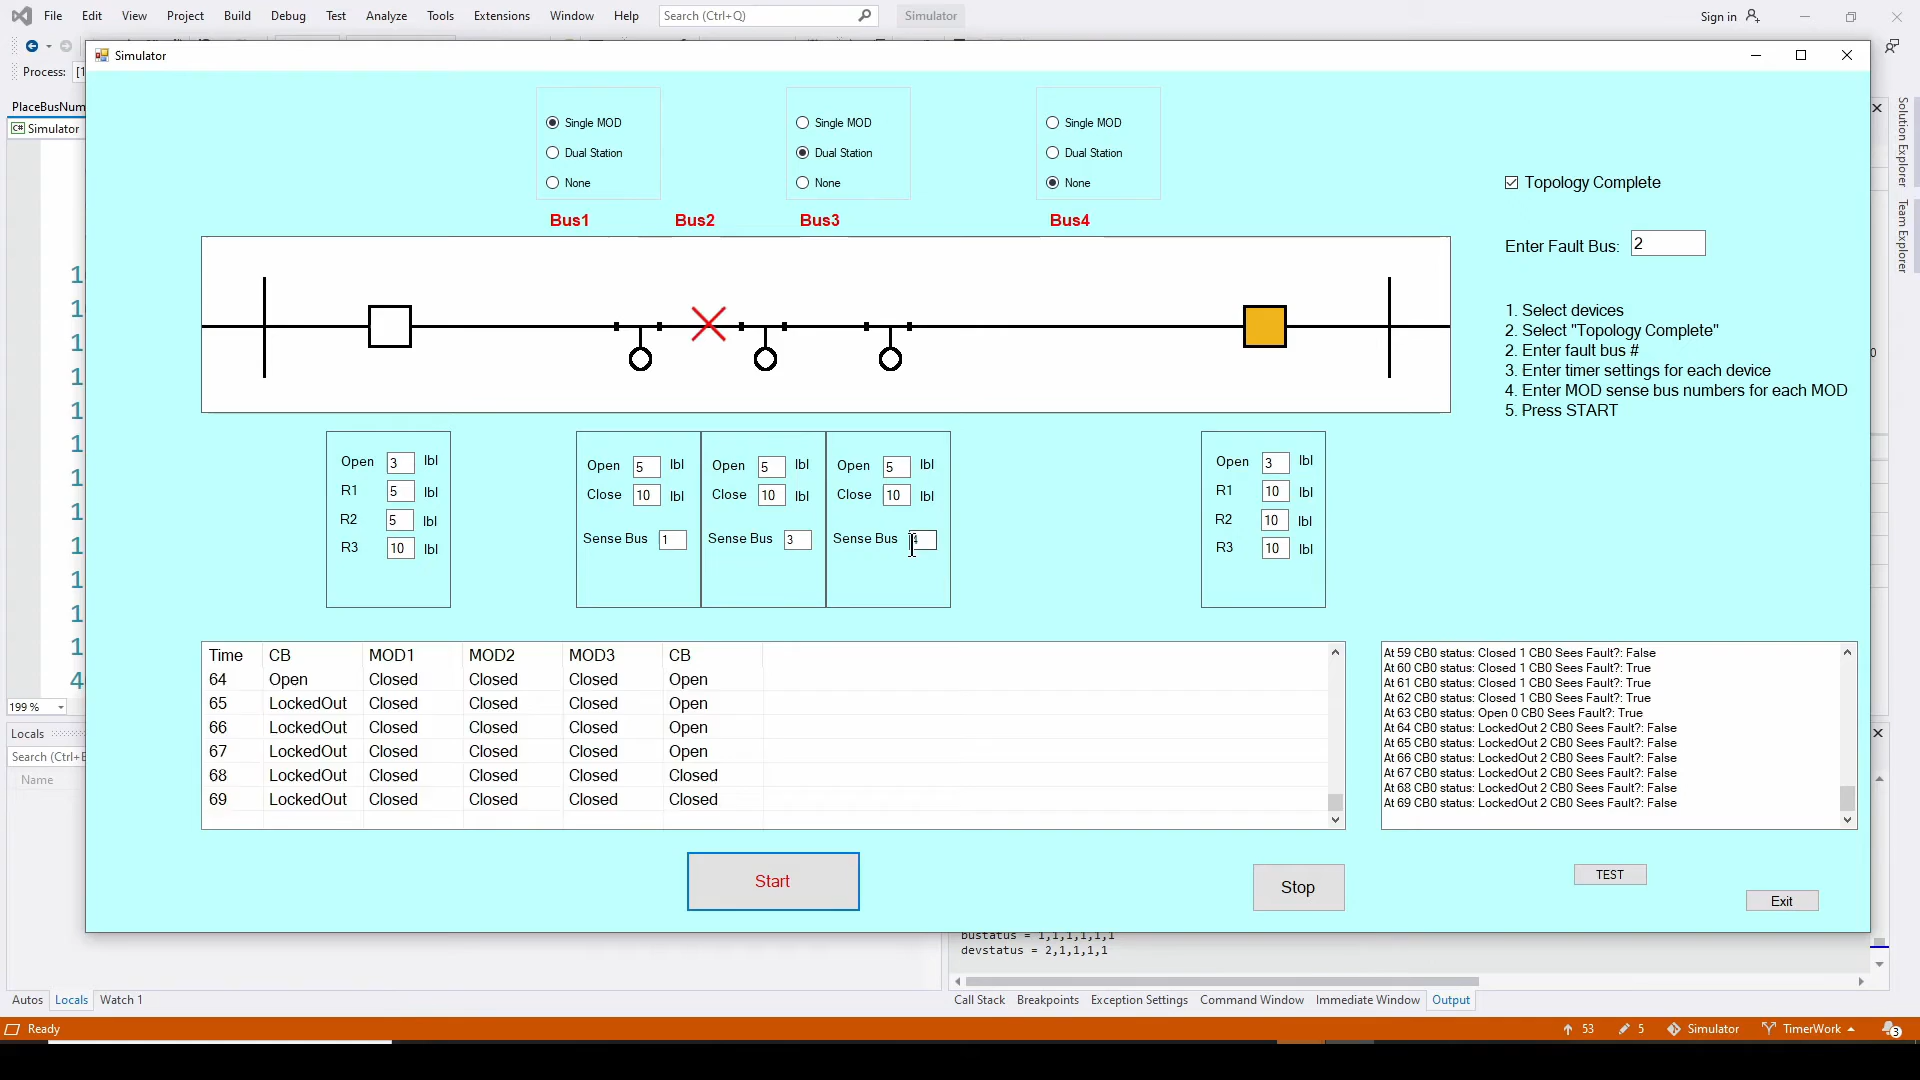 File Edit View Project Build Debug Test Analyze Tools Extensions Window Help Search (Ctrl+Q) Simulator Sign in
Process: [1
Simulator
PlaceBusNum
Simulator
Single MOD Single MOD Single MOD
Dual Station Dual Station Dual Station
None None None
Bus1 Bus2 Bus3 Bus4
Topology Complete
Enter Fault Bus: 2
1. Select devices
2. Select "Topology Complete"
2. Enter fault bus #
3. Enter timer settings for each device
4. Enter MOD sense bus numbers for each MOD
5. Press START
Solution Explorer
Team Explorer
Open 3 lbl
R1 5 lbl
R2 5 lbl
R3 10 lbl
Open 5 lbl Open 5 lbl Open 5 lbl
Close 10 lbl Close 10 lbl Close 10 lbl
Sense Bus 1 Sense Bus 3 Sense Bus 4
Open 3 lbl
R1 10 lbl
R2 10 lbl
R3 10 lbl
199 %
Time CB MOD1 MOD2 MOD3 CB
64 Open Closed Closed Closed Open
65 LockedOut Closed Closed Closed Open
66 LockedOut Closed Closed Closed Open
67 LockedOut Closed Closed Closed Open
68 LockedOut Closed Closed Closed Closed
69 LockedOut Closed Closed Closed Closed
At 59 CB0 status: Closed 1 CB0 Sees Fault?: False
At 60 CB0 status: Closed 1 CB0 Sees Fault?: True
At 61 CB0 status: Closed 1 CB0 Sees Fault?: True
At 62 CB0 status: Closed 1 CB0 Sees Fault?: True
At 63 CB0 status: Open 0 CB0 Sees Fault?: True
At 64 CB0 status: LockedOut 2 CB0 Sees Fault?: False
At 65 CB0 status: LockedOut 2 CB0 Sees Fault?: False
At 66 CB0 status: LockedOut 2 CB0 Sees Fault?: False
At 67 CB0 status: LockedOut 2 CB0 Sees Fault?: False
At 68 CB0 status: LockedOut 2 CB0 Sees Fault?: False
At 69 CB0 status: LockedOut 2 CB0 Sees Fault?: False
Locals
Search (Ctrl+E
Name
Start Stop TEST Exit
bustatus = 1,1,1,1,1,1
devstatus = 2,1,1,1,1
Autos Locals Watch 1 Call Stack Breakpoints Exception Settings Command Window Immediate Window Output
Ready 53 5 Simulator TimerWork 3